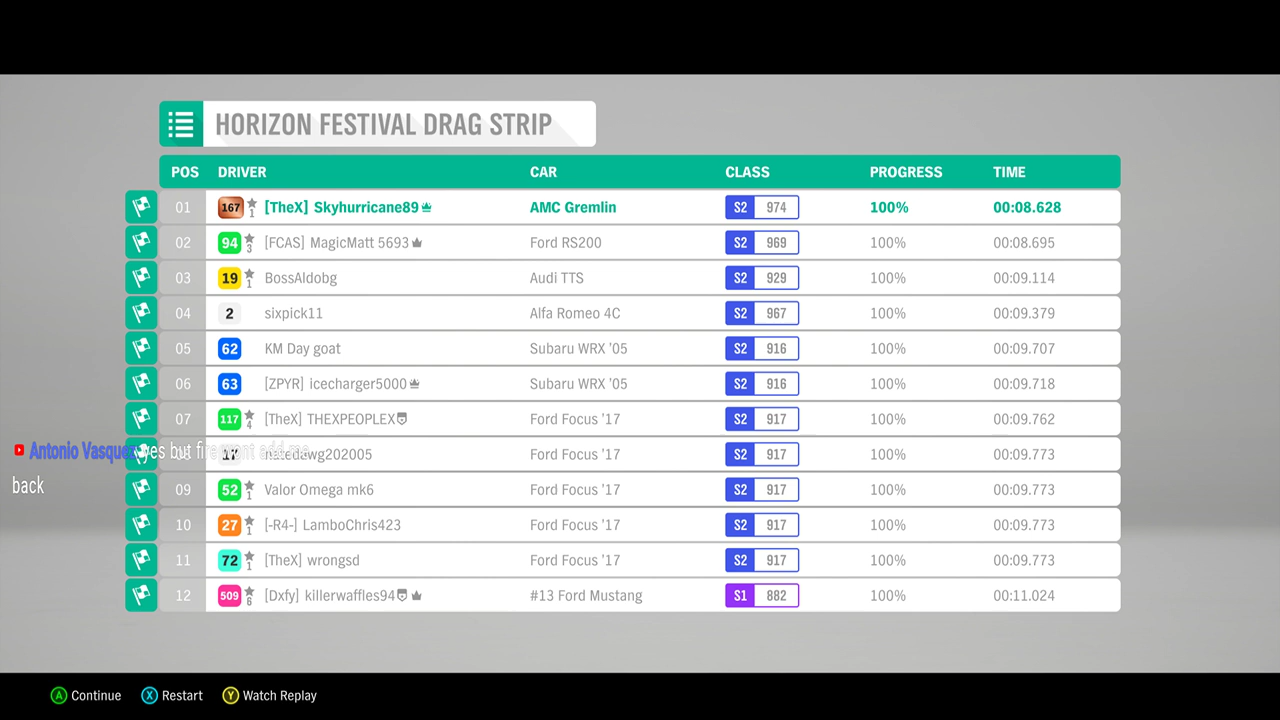 HORIZON FESTIVAL DRAG STRIP
POS DRIVER CAR CLASS PROGRESS TIME
01 167 1 [TheX] Skyhurricane89 AMC Gremlin S2 974 100% 00:08.628
02 94 3 [FCAS] MagicMatt 5693 Ford RS200 S2 969 100% 00:08.695
03 19 1 BossAldobg Audi TTS S2 929 100% 00:09.114
04 2 sixpick11 Alfa Romeo 4C S2 967 100% 00:09.379
05 62 KM Day goat Subaru WRX '05 S2 916 100% 00:09.707
06 63 [ZPYR] icecharger5000 Subaru WRX '05 S2 916 100% 00:09.718
07 117 4 [TheX] THEXPEOPLEX Ford Focus '17 S2 917 100% 00:09.762
Antonio Vasquez yes but fire wont add me
17 Ford Focus '17 S2 917 100% 00:09.773
back
09 52 1 Valor Omega mk6 Ford Focus '17 S2 917 100% 00:09.773
10 27 1 [-R4-] LamboChris423 Ford Focus '17 S2 917 100% 00:09.773
11 72 1 [TheX] wrongsd Ford Focus '17 S2 917 100% 00:09.773
12 509 6 [Dxfy] killerwaffles94 #13 Ford Mustang S1 882 100% 00:11.024
A Continue X Restart Y Watch Replay